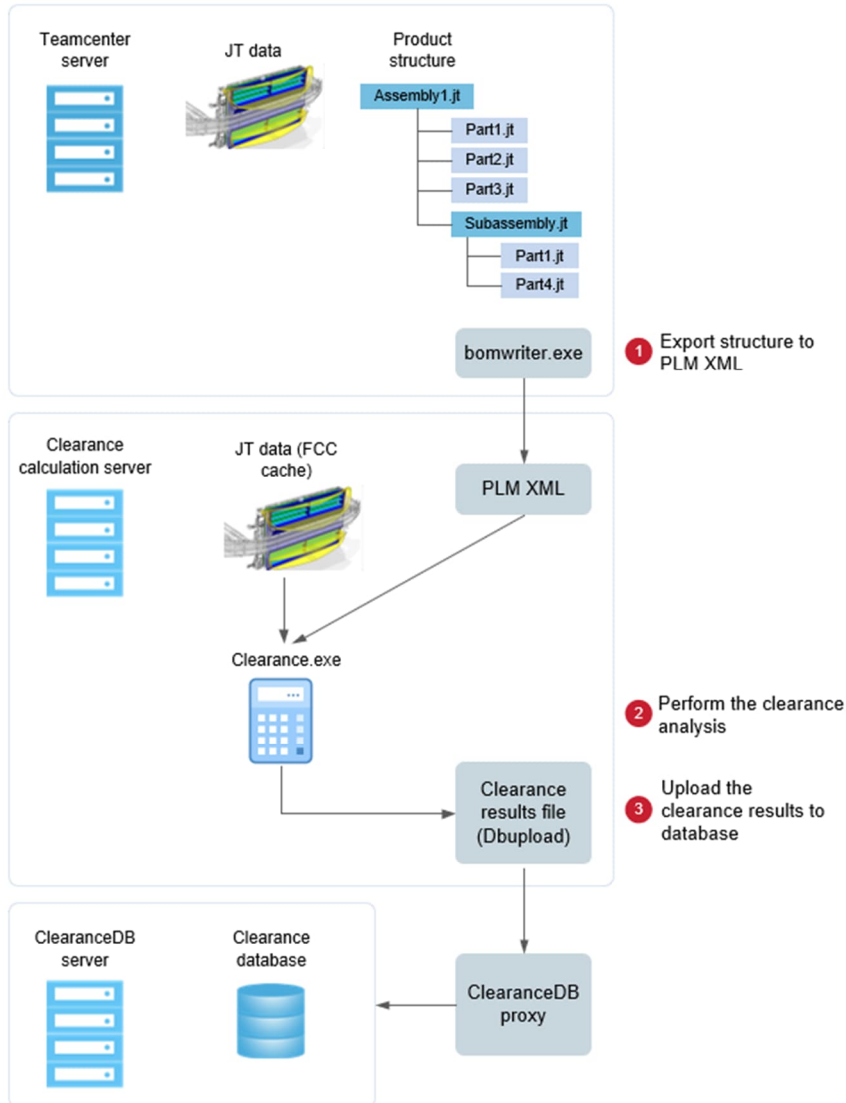 Teamcenter
server
JT data
Product
structure
Assembly1.jt
Part1.jt
Part2.jt
Part3.jt
Subassembly.jt
Part1.jt
Part4.jt
bomwriter.exe
1 Export structure to
PLM XML
Clearance
calculation server
JT data (FCC
cache)
PLM XML
Clearance.exe
2 Perform the clearance
analysis
Clearance
results file
(Dbupload)
3 Upload the
clearance results to
database
ClearanceDB
server
Clearance
database
ClearanceDB
proxy